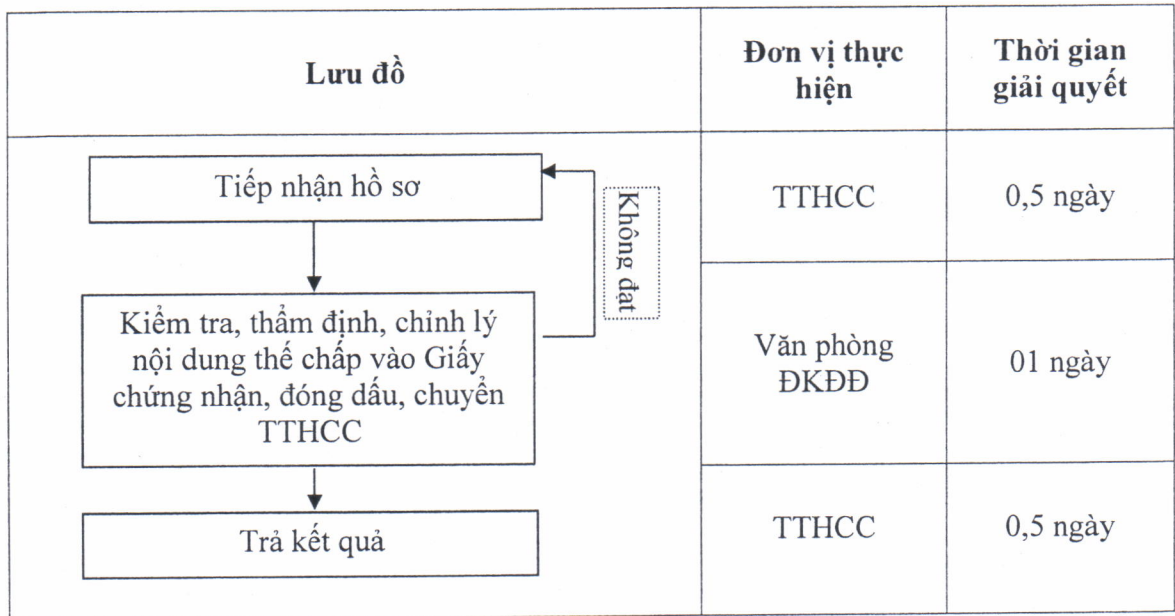 Lưu đồ
Đơn vị thực
hiện
Thời gian
giải quyết
Tiếp nhận hồ sơ
Không đạt
TTHCC
0,5 ngày
Kiểm tra, thẩm định, chỉnh lý
nội dung thế chấp vào Giấy
chứng nhận, đóng dấu, chuyển
TTHCC
Văn phòng
ĐKĐĐ
01 ngày
Trả kết quả
TTHCC
0,5 ngày